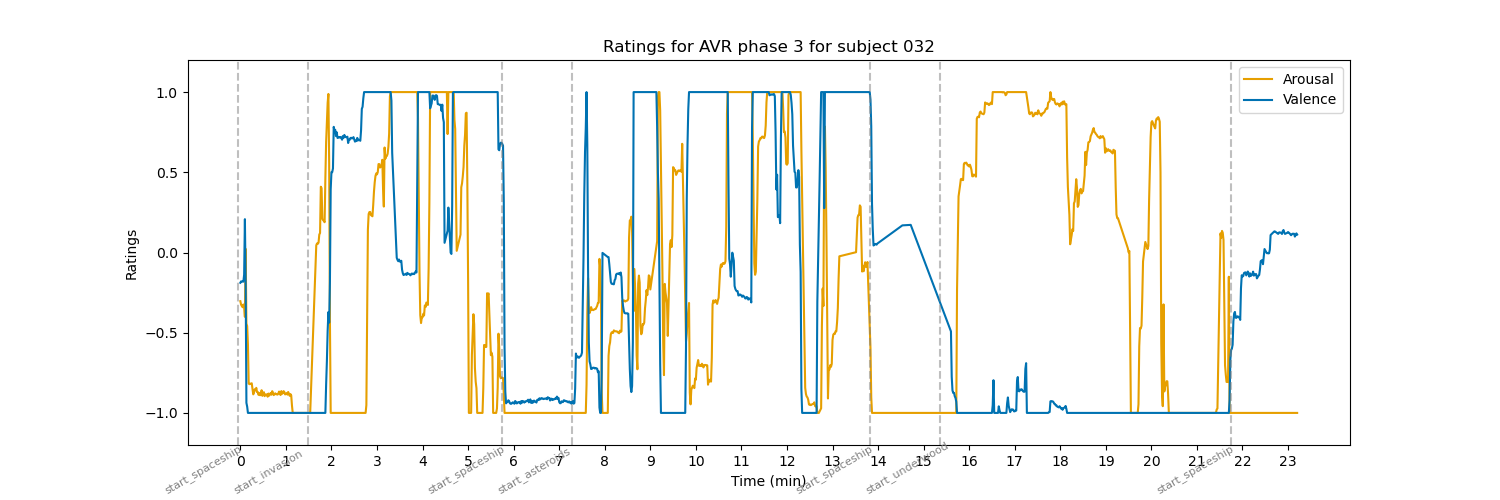 Ratings for AVR phase 3 for subject 032
Arousal
Valence
Ratings
1.0
0.5
0.0
−0.5
−1.0
0 1 2 3 4 5 6 7 8 9 10 11 12 13 14 15 16 17 18 19 20 21 22 23
start_spaceship
start_invasion
start_spaceship
start_asteroids
start_spaceship
start_underwood
start_spaceship
Time (min)